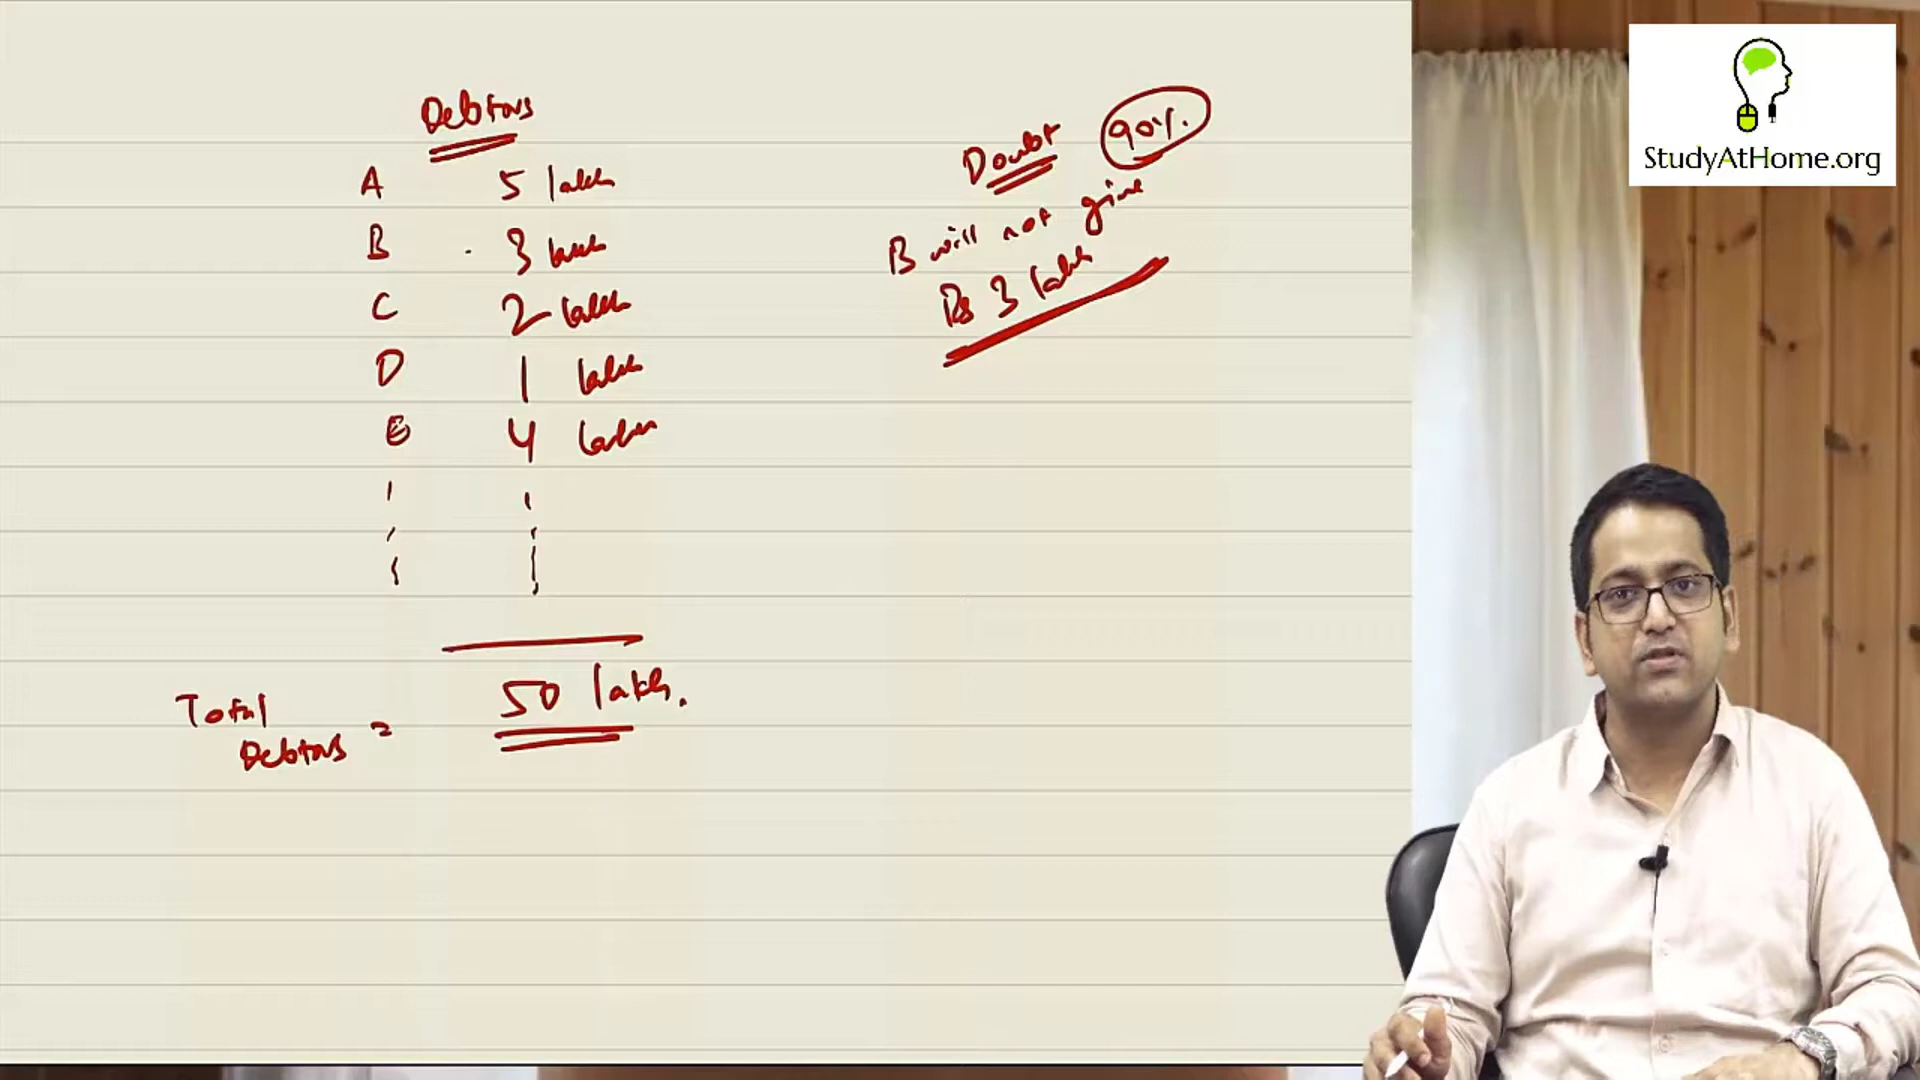 Debtors
A 5 lakh
B 3 lakh
C 2 lakh
D 1 lakh
E 4 lakh
50 lakh.
Total Debtors =
Doubt 90%.
B will not give
Rs 3 lakh
StudyAtHome.org